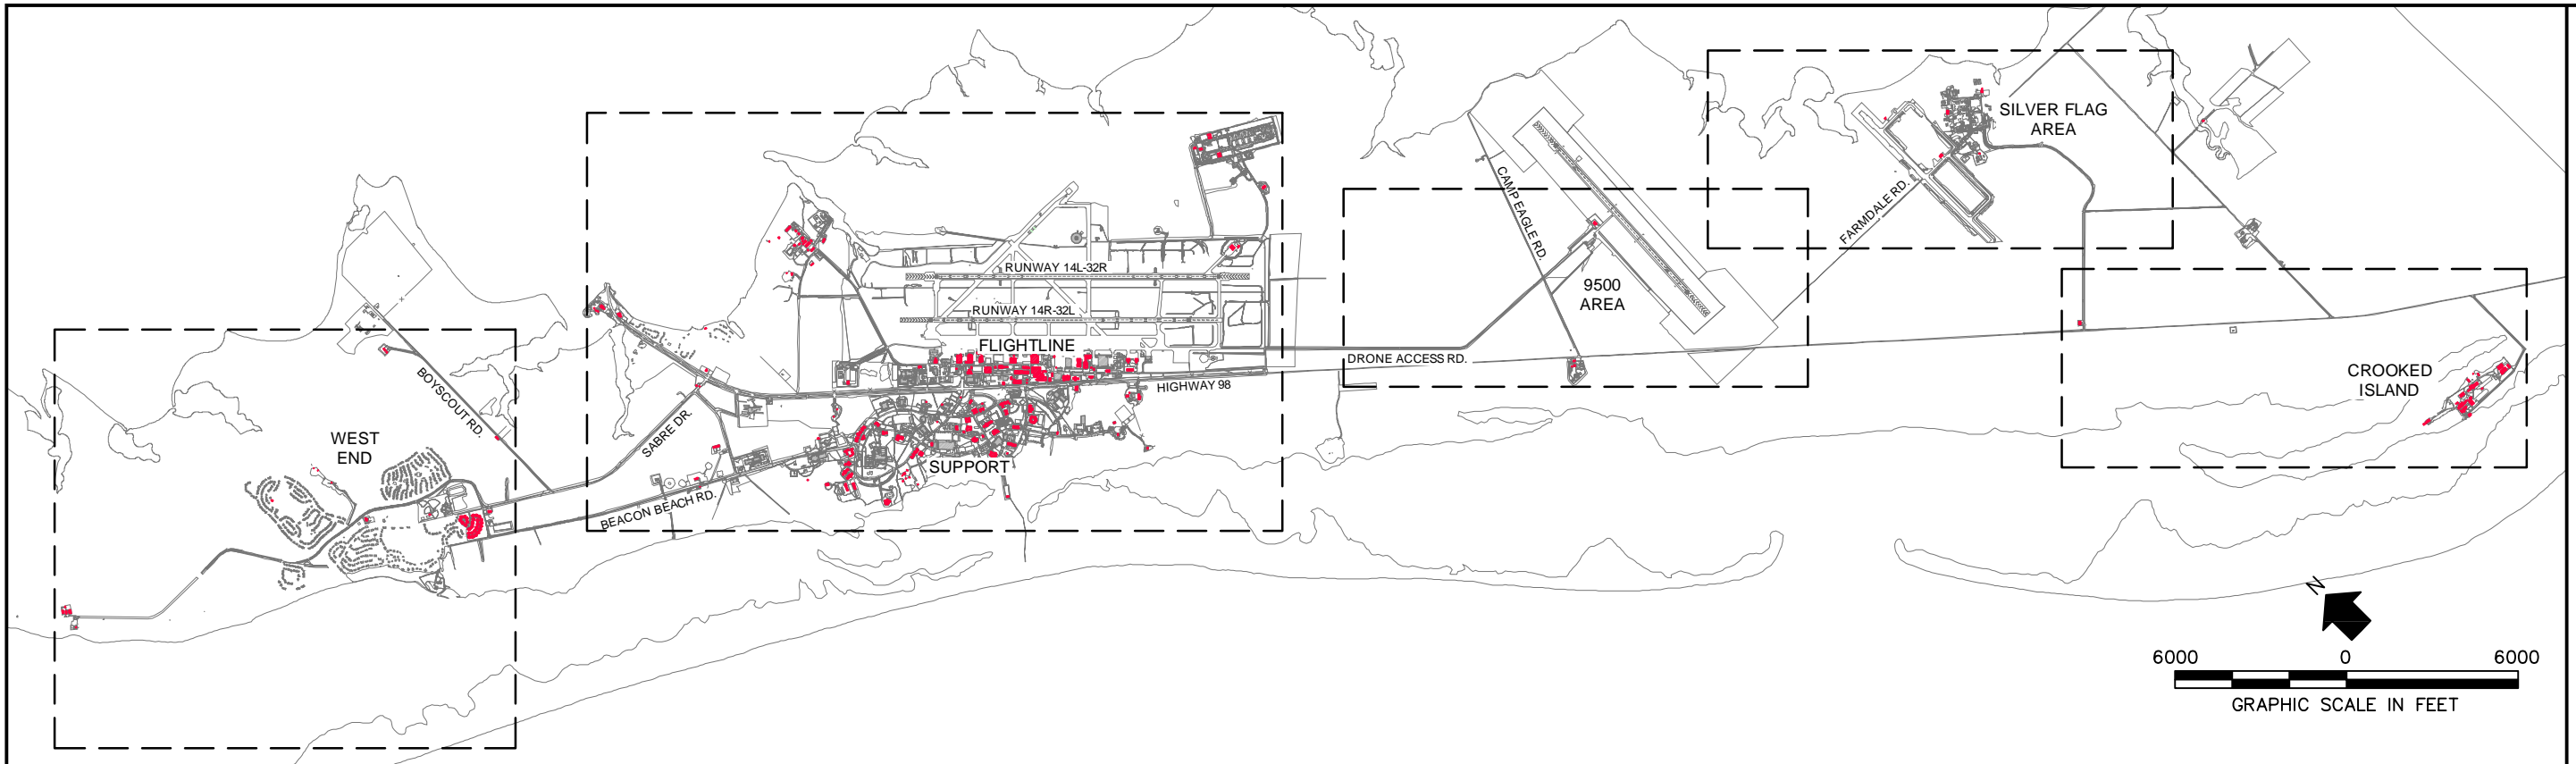 SILVER FLAG
AREA
CAMP EAGLE RD.
FARMDALE RD.
RUNWAY 14L-32R
9500
AREA
RUNWAY 14R-32L
FLIGHTLINE
DRONE ACCESS RD.
HIGHWAY 98
CROOKED
ISLAND
BOYSCOUT RD.
WEST
END
SABRE DR.
SUPPORT
BEACON BEACH RD.
N
6000 0 6000
GRAPHIC SCALE IN FEET